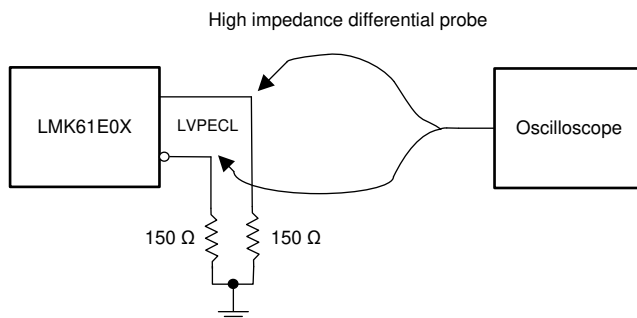 High impedance differential probe
LMK61E0X
LVPECL
Oscilloscope
150 Ω
150 Ω